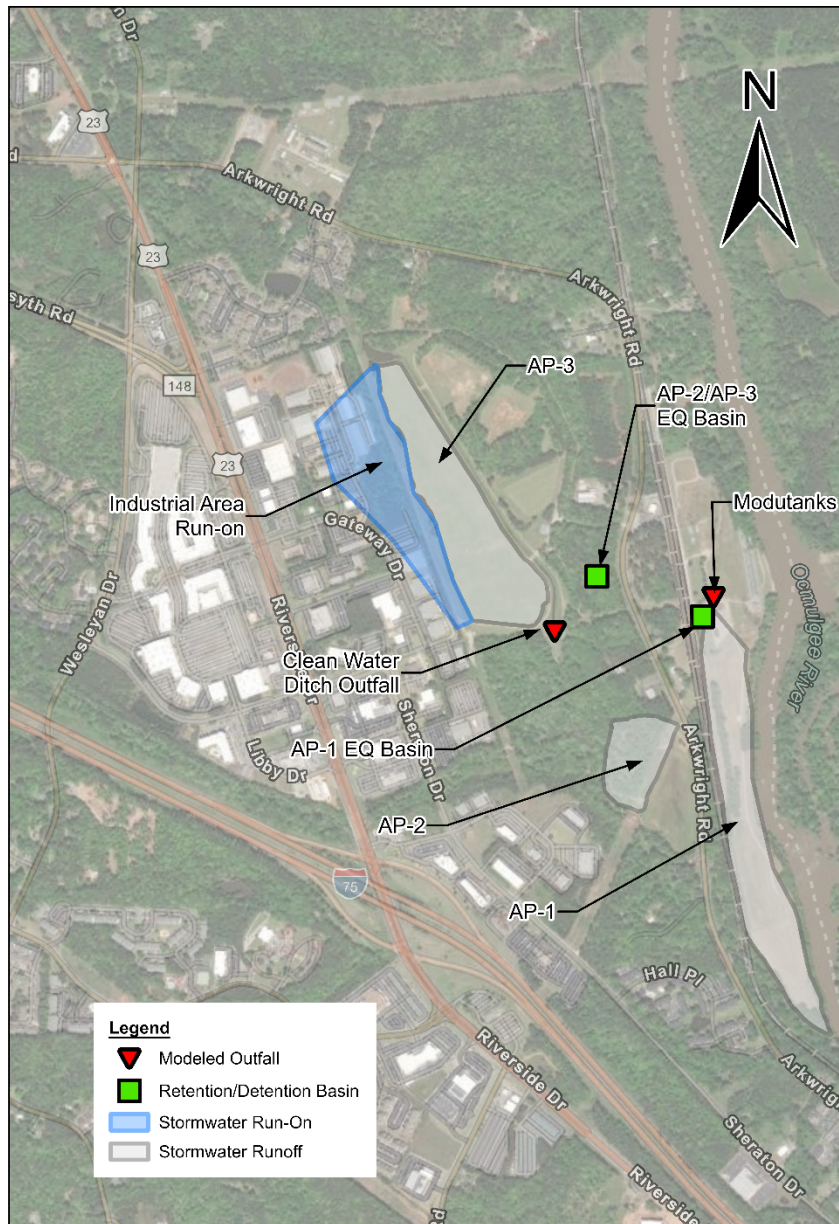 n Dr
23
N
d
Arkwright Rd
23
Arkwright Rd
syth Rd
AP-3
148
AP-2/AP-3
EQ Basin
23
Modutanks
Industrial Area
Run-on
Gateway Dr
Ocmulgee River
Wesleyan Dr
Riverside Dr
Clean Water
Ditch Outfall
Sheraton Dr
AP-1 EQ Basin
Libby Dr
Arkwright Rd
AP-2
75
AP-1
Hall Pl
Legend
Modeled Outfall
Retention/Detention Basin
Stormwater Run-On
Stormwater Runoff
Riverside Dr
Arkwrigh
Sheraton Dr
Riversi